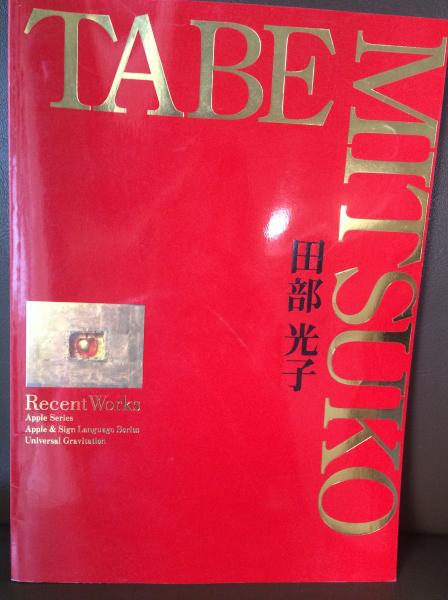 TABE
MITSUKO
田部 光子
Recent Works
Apple Series
Apple & Sign Language Series
Universal Gravitation